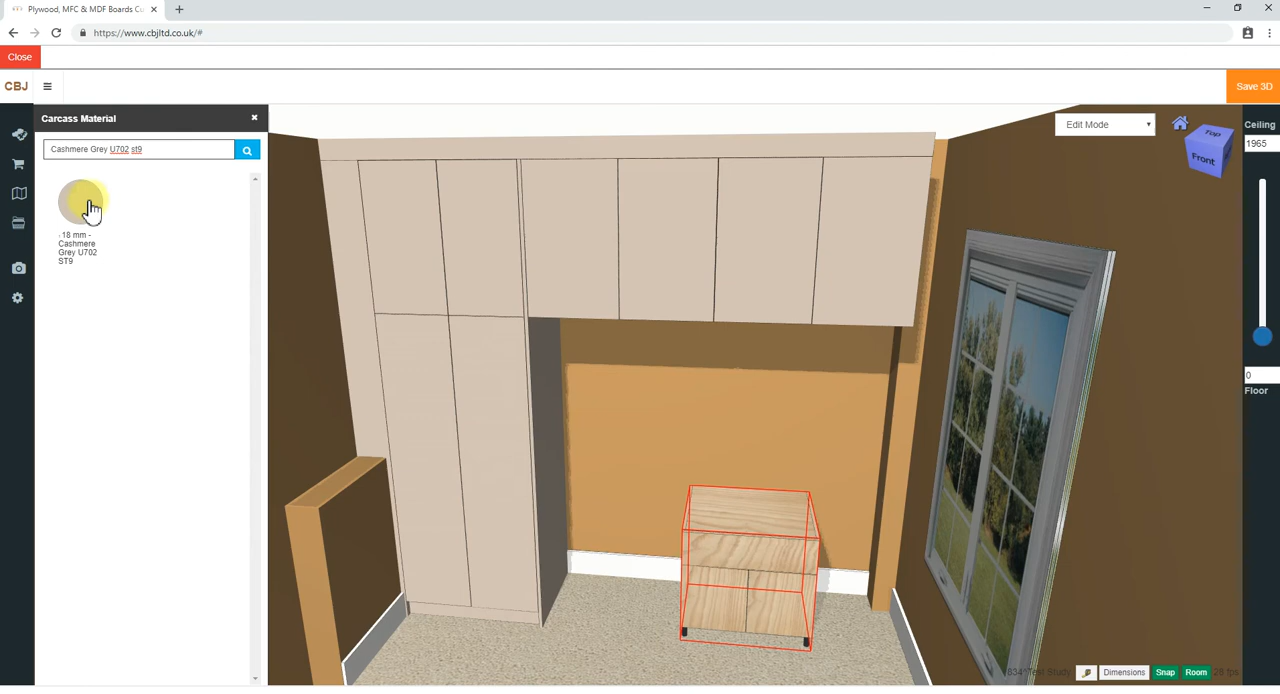 Plywood, MFC & MDF Boards Cu
https://www.cbjltd.co.uk/#
Close
CBJ
Save 3D
Carcass Material
Cashmere Grey U702 st9
18 mm -
Cashmere
Grey U702
ST9
Edit Mode
Top
Front
Ceiling
1965
0
Floor
Dimensions
Snap
Room